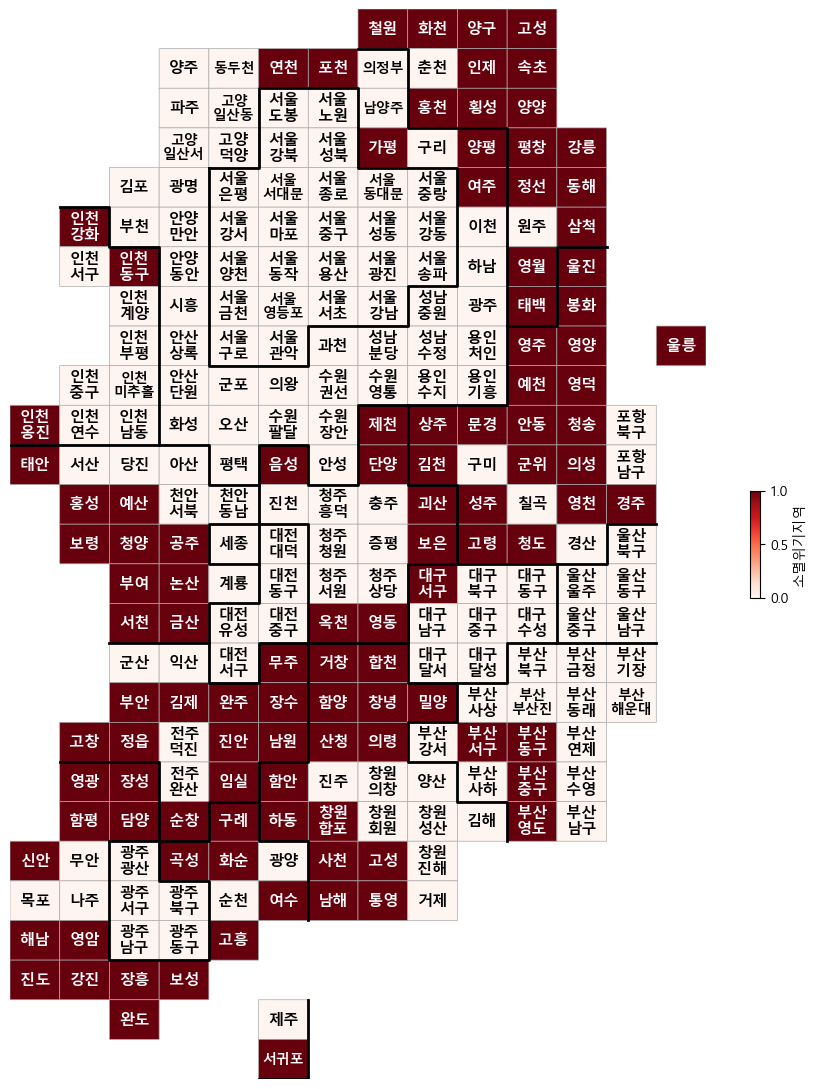 철원 화천 양구 고성
양주 동두천 연천 포천 의정부 춘천 인제 속초
파주 고양 일산동 서울 도봉 서울 노원 남양주 홍천 횡성 양양
고양 일산서 고양 덕양 서울 강북 서울 성북 가평 구리 양평 평창 강릉
김포 광명 서울 은평 서울 서대문 서울 종로 서울 동대문 서울 중랑 여주 정선 동해
인천 강화 부천 안양 만안 서울 강서 서울 마포 서울 중구 서울 성동 서울 강동 이천 원주 삼척
인천 서구 인천 동구 안양 동안 서울 양천 서울 동작 서울 용산 서울 광진 서울 송파 하남 영월 울진
인천 계양 시흥 서울 금천 서울 영등포 서울 서초 서울 강남 성남 중원 광주 태백 봉화
인천 부평 안산 상록 서울 구로 서울 관악 과천 성남 분당 성남 수정 용인 처인 영주 영양 울릉
인천 중구 인천 미추홀 안산 단원 군포 의왕 수원 권선 수원 영통 용인 수지 용인 기흥 예천 영덕
인천 옹진 인천 연수 인천 남동 화성 오산 수원 팔달 수원 장안 제천 상주 문경 안동 청송 포항 북구
태안 서산 당진 아산 평택 음성 안성 단양 김천 구미 군위 의성 포항 남구
홍성 예산 천안 서북 천안 동남 진천 청주 흥덕 충주 괴산 성주 칠곡 영천 경주
보령 청양 공주 세종 대전 대덕 청주 청원 증평 보은 고령 청도 경산 울산 북구
부여 논산 계룡 대전 동구 청주 서원 청주 상당 대구 서구 대구 북구 대구 동구 울산 울주 울산 동구
서천 금산 대전 유성 대전 중구 옥천 영동 대구 남구 대구 중구 대구 수성 울산 중구 울산 남구
군산 익산 대전 서구 무주 거창 합천 대구 달서 대구 달성 부산 북구 부산 금정 부산 기장
부안 김제 완주 장수 함양 창녕 밀양 부산 사상 부산 부산진 부산 동래 부산 해운대
고창 정읍 전주 덕진 진안 남원 산청 의령 부산 강서 부산 서구 부산 동구 부산 연제
영광 장성 전주 완산 임실 함안 진주 창원 의창 양산 부산 사하 부산 중구 부산 수영
함평 담양 순창 구례 하동 창원 합포 창원 회원 창원 성산 김해 부산 영도 부산 남구
신안 무안 광주 광산 곡성 화순 광양 사천 고성 창원 진해
목포 나주 광주 서구 광주 북구 순천 여수 남해 통영 거제
해남 영암 광주 남구 광주 동구 고흥
진도 강진 장흥 보성
완도 제주
서귀포
1.0
0.5
0.0
소멸위기지역